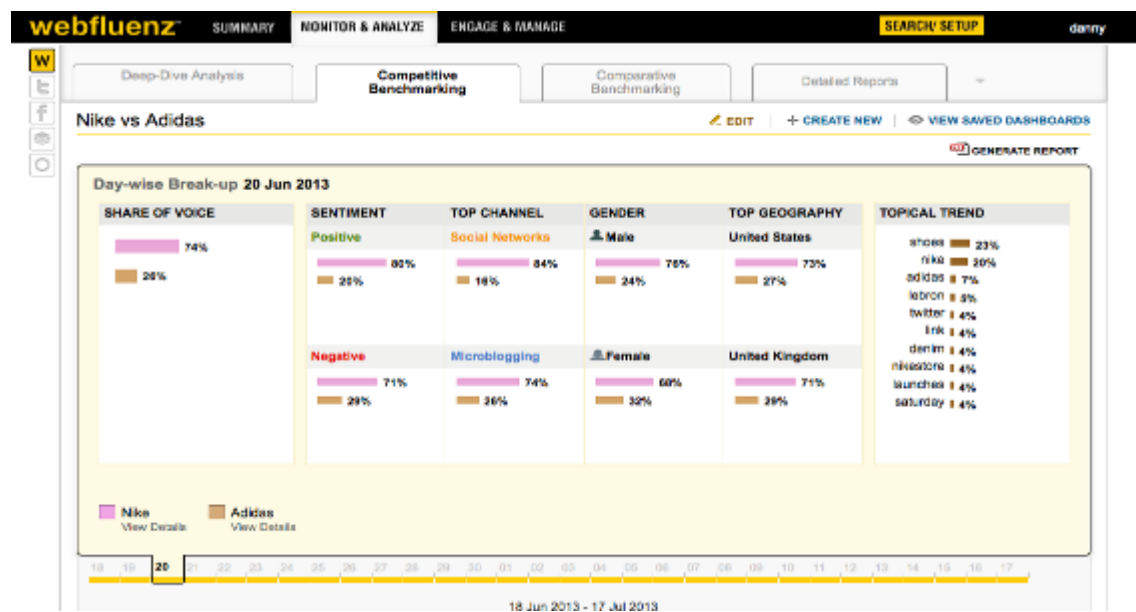 webfluenz SUMMARY MONITOR & ANALYZE ENGAGE & MANAGE SEARCH/ SETUP danny
W
Deep-Dive Analysis Competitive Benchmarking Comparative Benchmarking Detailed Reports
Nike vs Adidas EDIT + CREATE NEW VIEW SAVED DASHBOARDS
GENERATE REPORT
Day-wise Break-up 20 Jun 2013
SHARE OF VOICE SENTIMENT TOP CHANNEL GENDER TOP GEOGRAPHY TOPICAL TREND
74%
26%
Positive Social Networks Male United States
80% 84% 76% 73%
20% 16% 24% 27%
Negative Microblogging Female United Kingdom
71% 74% 68% 71%
29% 26% 32% 29%
shoes 23%
nike 20%
adidas 7%
lebron 5%
twitter 4%
link 4%
denim 4%
nikestore 4%
launches 4%
saturday 4%
Nike Adidas
View Details View Details
18 19 20 21 22 23 24 25 26 27 28 29 30 01 02 03 04 05 06 07 08 09 10 11 12 13 14 15 16 17
18 Jun 2013 - 17 Jul 2013